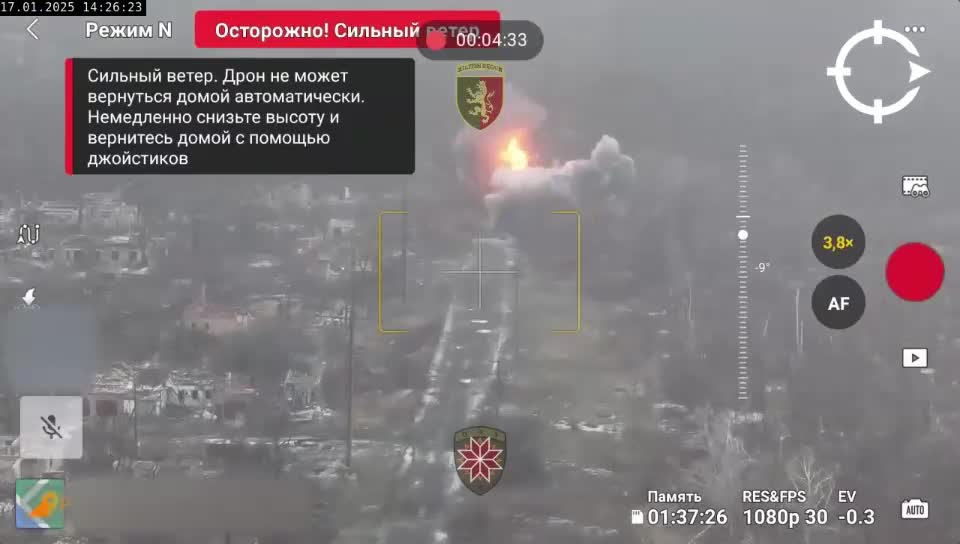 17.01.2025 14:26:23
Режим N
Осторожно! Сильный ветер
00:04:33
Сильный ветер. Дрон не может
вернуться домой автоматически.
Немедленно снизьте высоту и
вернитесь домой с помощью
джойстиков
3,8×
-9°
AF
Память
01:37:26
RES&FPS
1080p 30
EV
-0.3
AUTO